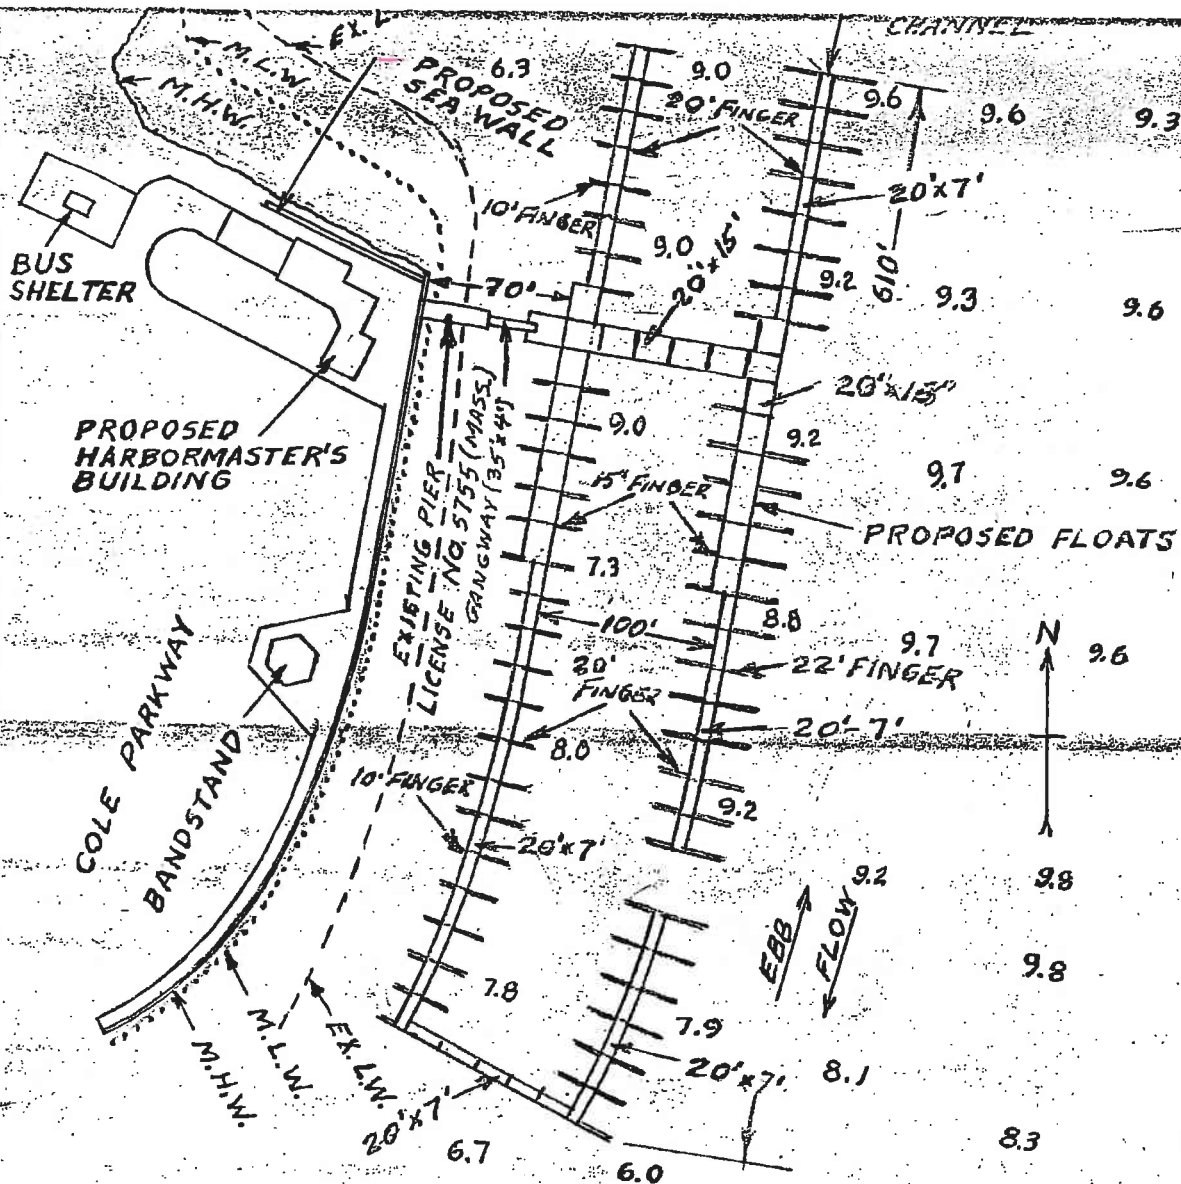 CHANNEL
EX. L
M.L.W.
M.H.W.
PROPOSED
SEA WALL
6.3
9.0
20' FINGER
9.6
9.6
9.3
10' FINGER
20'x7'
9.0
20' x 15'
610'
9.2
9.3
9.6
BUS
SHELTER
70'
PROPOSED
HARBORMASTER'S
BUILDING
EXISTING PIER
LICENSE NO. 5755 (MASS.)
GANGWAY (35'x4')
9.0
9.2
9.7
9.6
15' FINGER
PROPOSED FLOATS
7.3
100'
8.8
9.7
N
9.6
20'
FINGER
22' FINGER
20'-7'
8.0
COLE PARKWAY
BANDSTAND
10' FINGER
20'x7'
9.2
9.2
9.8
EBB
FLOW
9.8
7.8
7.9
20'x7'
8.1
M.H.W.
M.L.W.
EX. L.W.
20'x7'
6.7
6.0
8.3